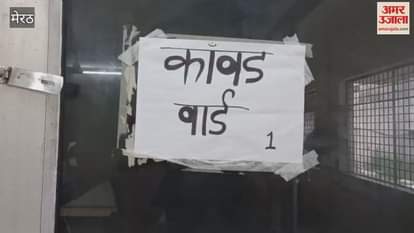 मेरठ
अमर उजाला
amarujala.com
काँवड
वार्ड
1